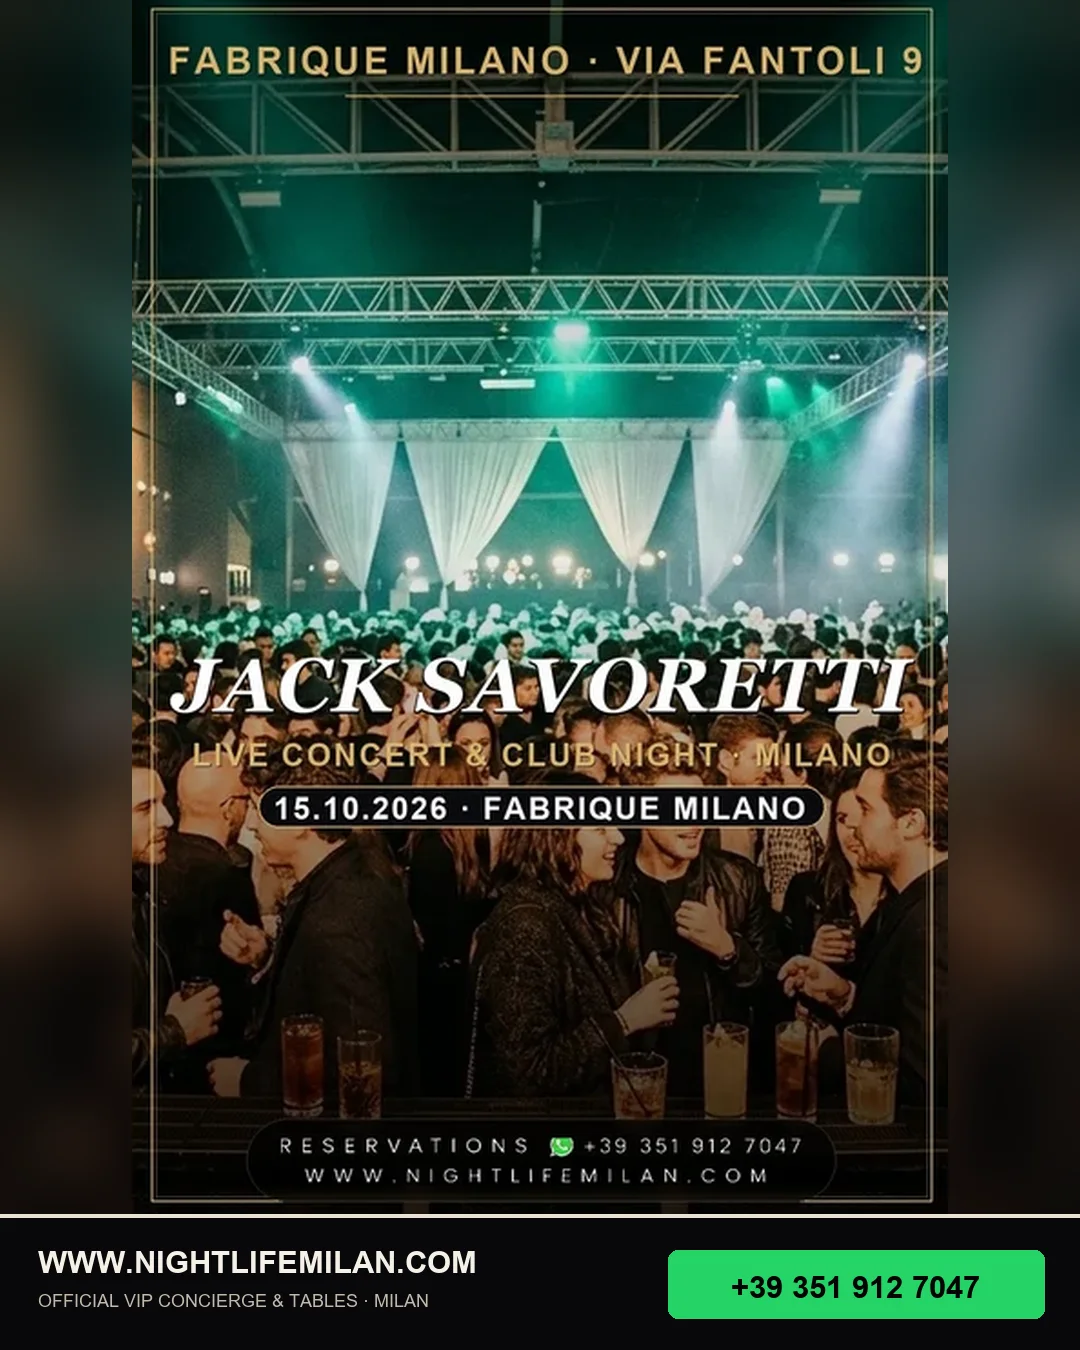 FABRIQUE MILANO · VIA FANTOLI 9
JACK SAVORETTI
LIVE CONCERT & CLUB NIGHT · MILANO
15.10.2026 · FABRIQUE MILANO
RESERVATIONS +39 351 912 7047
WWW.NIGHTLIFEMILAN.COM
WWW.NIGHTLIFEMILAN.COM
OFFICIAL VIP CONCIERGE & TABLES · MILAN
+39 351 912 7047